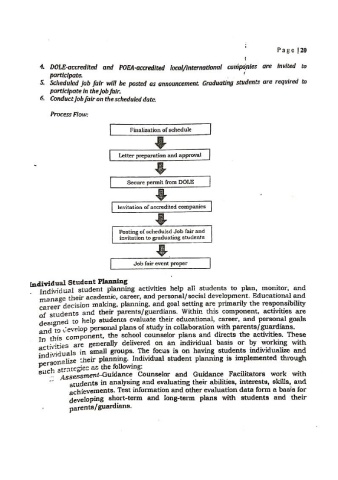 Page | 20
4. DOLE-accredited and POEA-accredited local/international companies are invited to
participate.
5. Scheduled job fair will be posted as announcement. Graduating students are required to
participate in the job fair.
6. Conduct job fair on the scheduled date.
Process Flow:
Finalization of schedule
Letter preparation and approval
Secure permit from DOLE
Invitation of accredited companies
Posting of scheduled Job fair and
invitation to graduating students
Job fair event proper
Individual Student Planning
Individual student planning activities help all students to plan, monitor, and
manage their academic, career, and personal/social development. Educational and
career decision making, planning, and goal setting are primarily the responsibility
of students and their parents/guardians. Within this component, activities are
designed to help students evaluate their educational, career, and personal goals
and to develop personal plans of study in collaboration with parents/guardians.
In this component, the school counselor plans and directs the activities. These
activities are generally delivered on an individual basis or by working with
individuals in small groups. The focus is on having students individualize and
personalize their planning. Individual student planning is implemented through
such strategies as the following:
Assessment-Guidance Counselor and Guidance Facilitators work with
students in analysing and evaluating their abilities, interests, skills, and
achievements. Test information and other evaluation data form a basis for
developing short-term and long-term plans with students and their
parents/guardians.